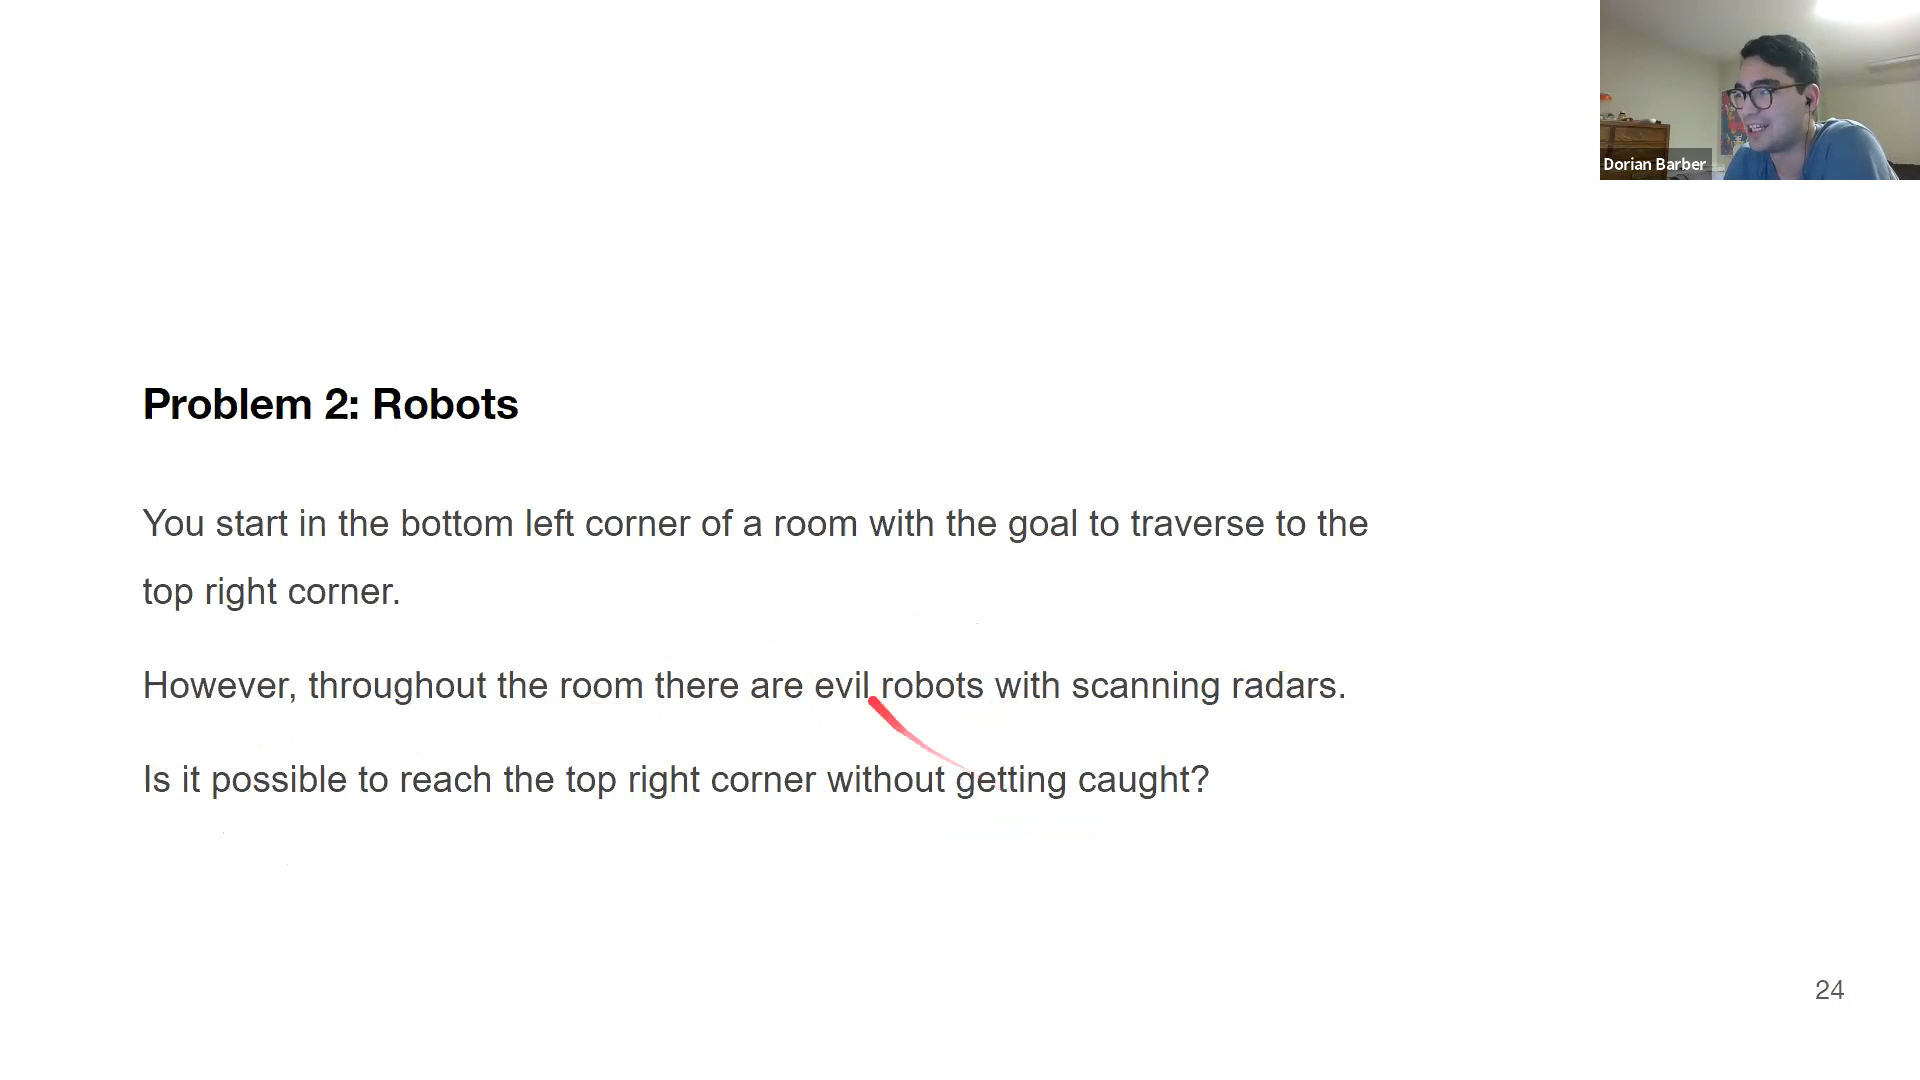 Dorian Barber
Problem 2: Robots
You start in the bottom left corner of a room with the goal to traverse to the
top right corner.
However, throughout the room there are evil robots with scanning radars.
Is it possible to reach the top right corner without getting caught?
24